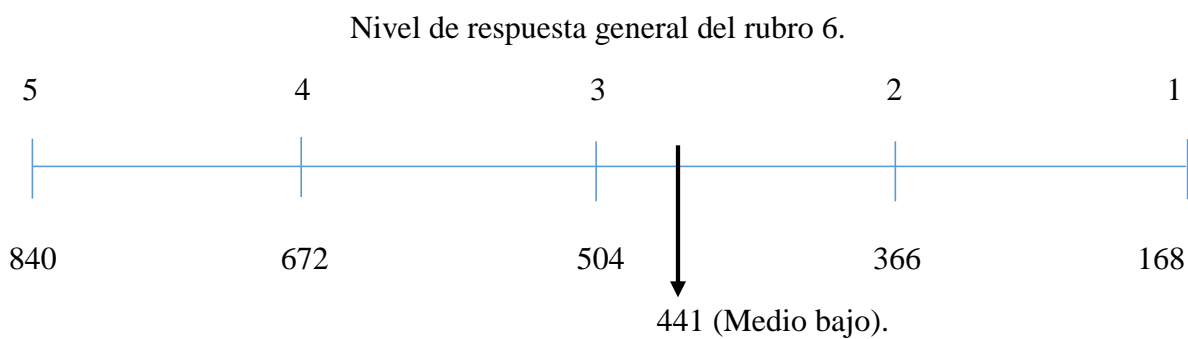 Nivel de respuesta general del rubro 6.
5 4 3 2 1
840 672 504 366 168
441 (Medio bajo).